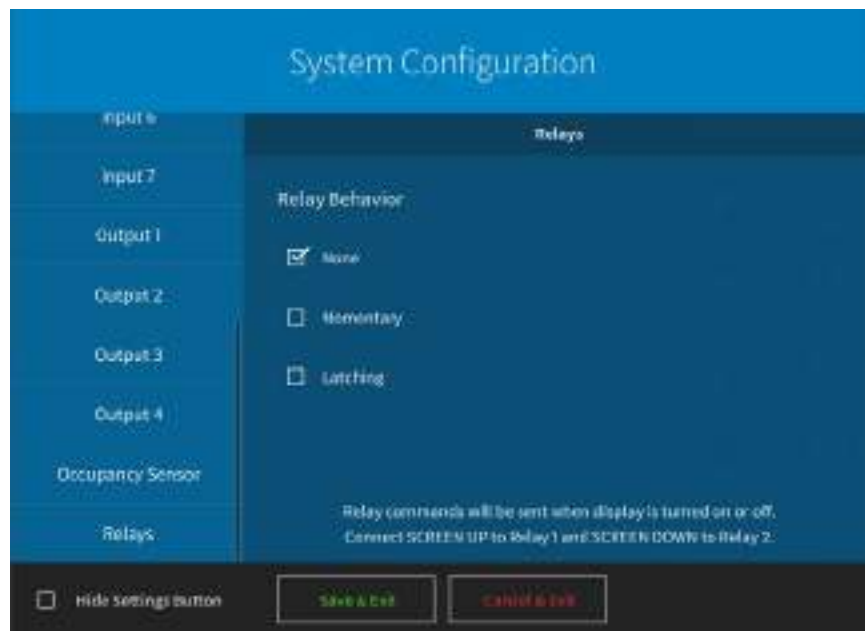 System Configuration
Input 6
Relays
Input 7
Relay Behavior
Output 1
None
Output 2
Momentary
Output 3
Latching
Output 4
Occupancy Sensor
Relay commands will be sent when display is turned on or off.
Relays
Connect SCREEN UP to Relay 1 and SCREEN DOWN to Relay 2.
Hide Settings Button
Save & Exit
Cancel & Exit